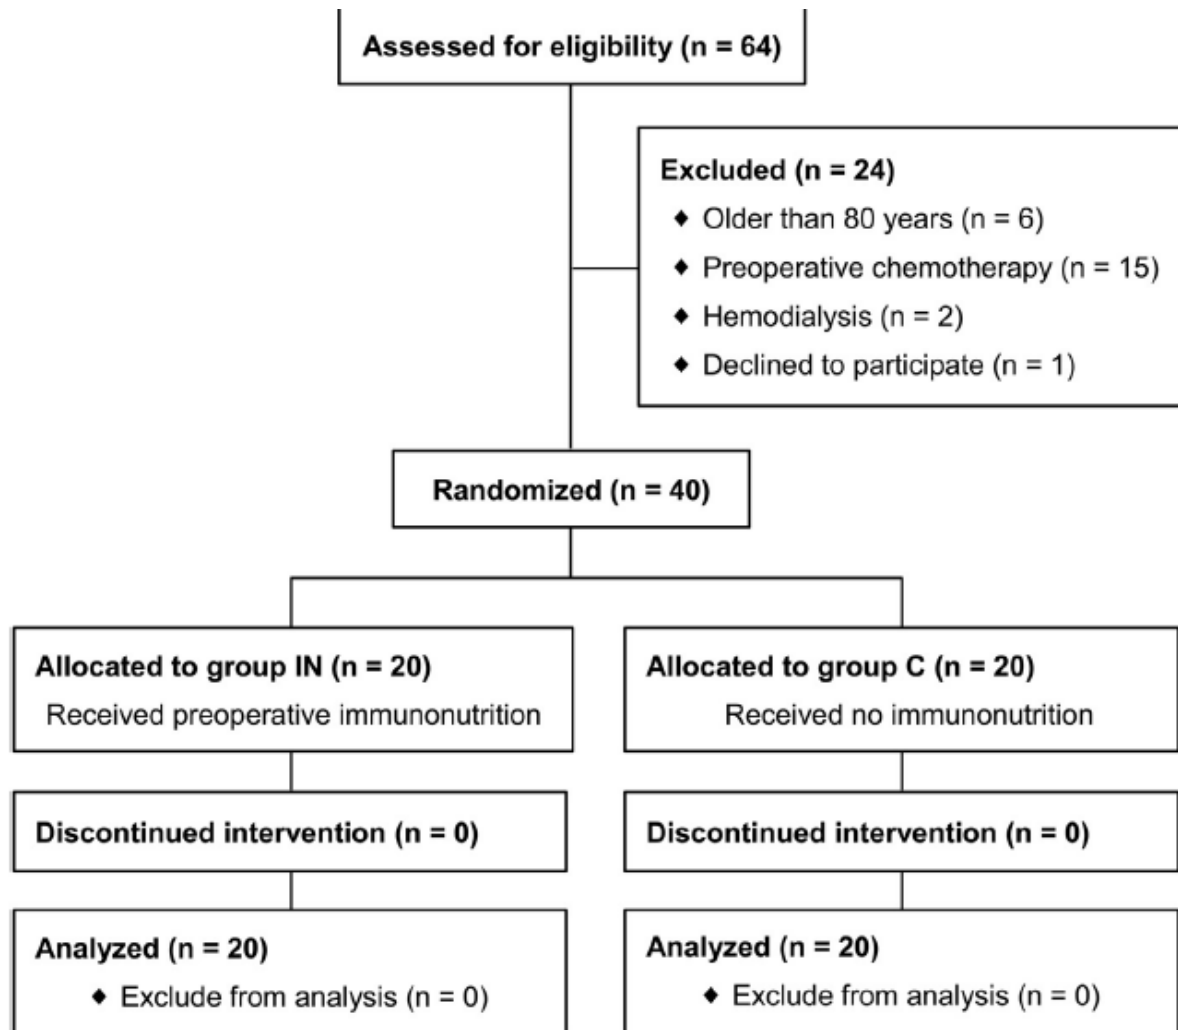 Assessed for eligibility (n = 64)
Excluded (n = 24)
♦ Older than 80 years (n = 6)
♦ Preoperative chemotherapy (n = 15)
♦ Hemodialysis (n = 2)
♦ Declined to participate (n = 1)
Randomized (n = 40)
Allocated to group IN (n = 20)
Received preoperative immunonutrition
Allocated to group C (n = 20)
Received no immunonutrition
Discontinued intervention (n = 0)
Discontinued intervention (n = 0)
Analyzed (n = 20)
♦ Exclude from analysis (n = 0)
Analyzed (n = 20)
♦ Exclude from analysis (n = 0)